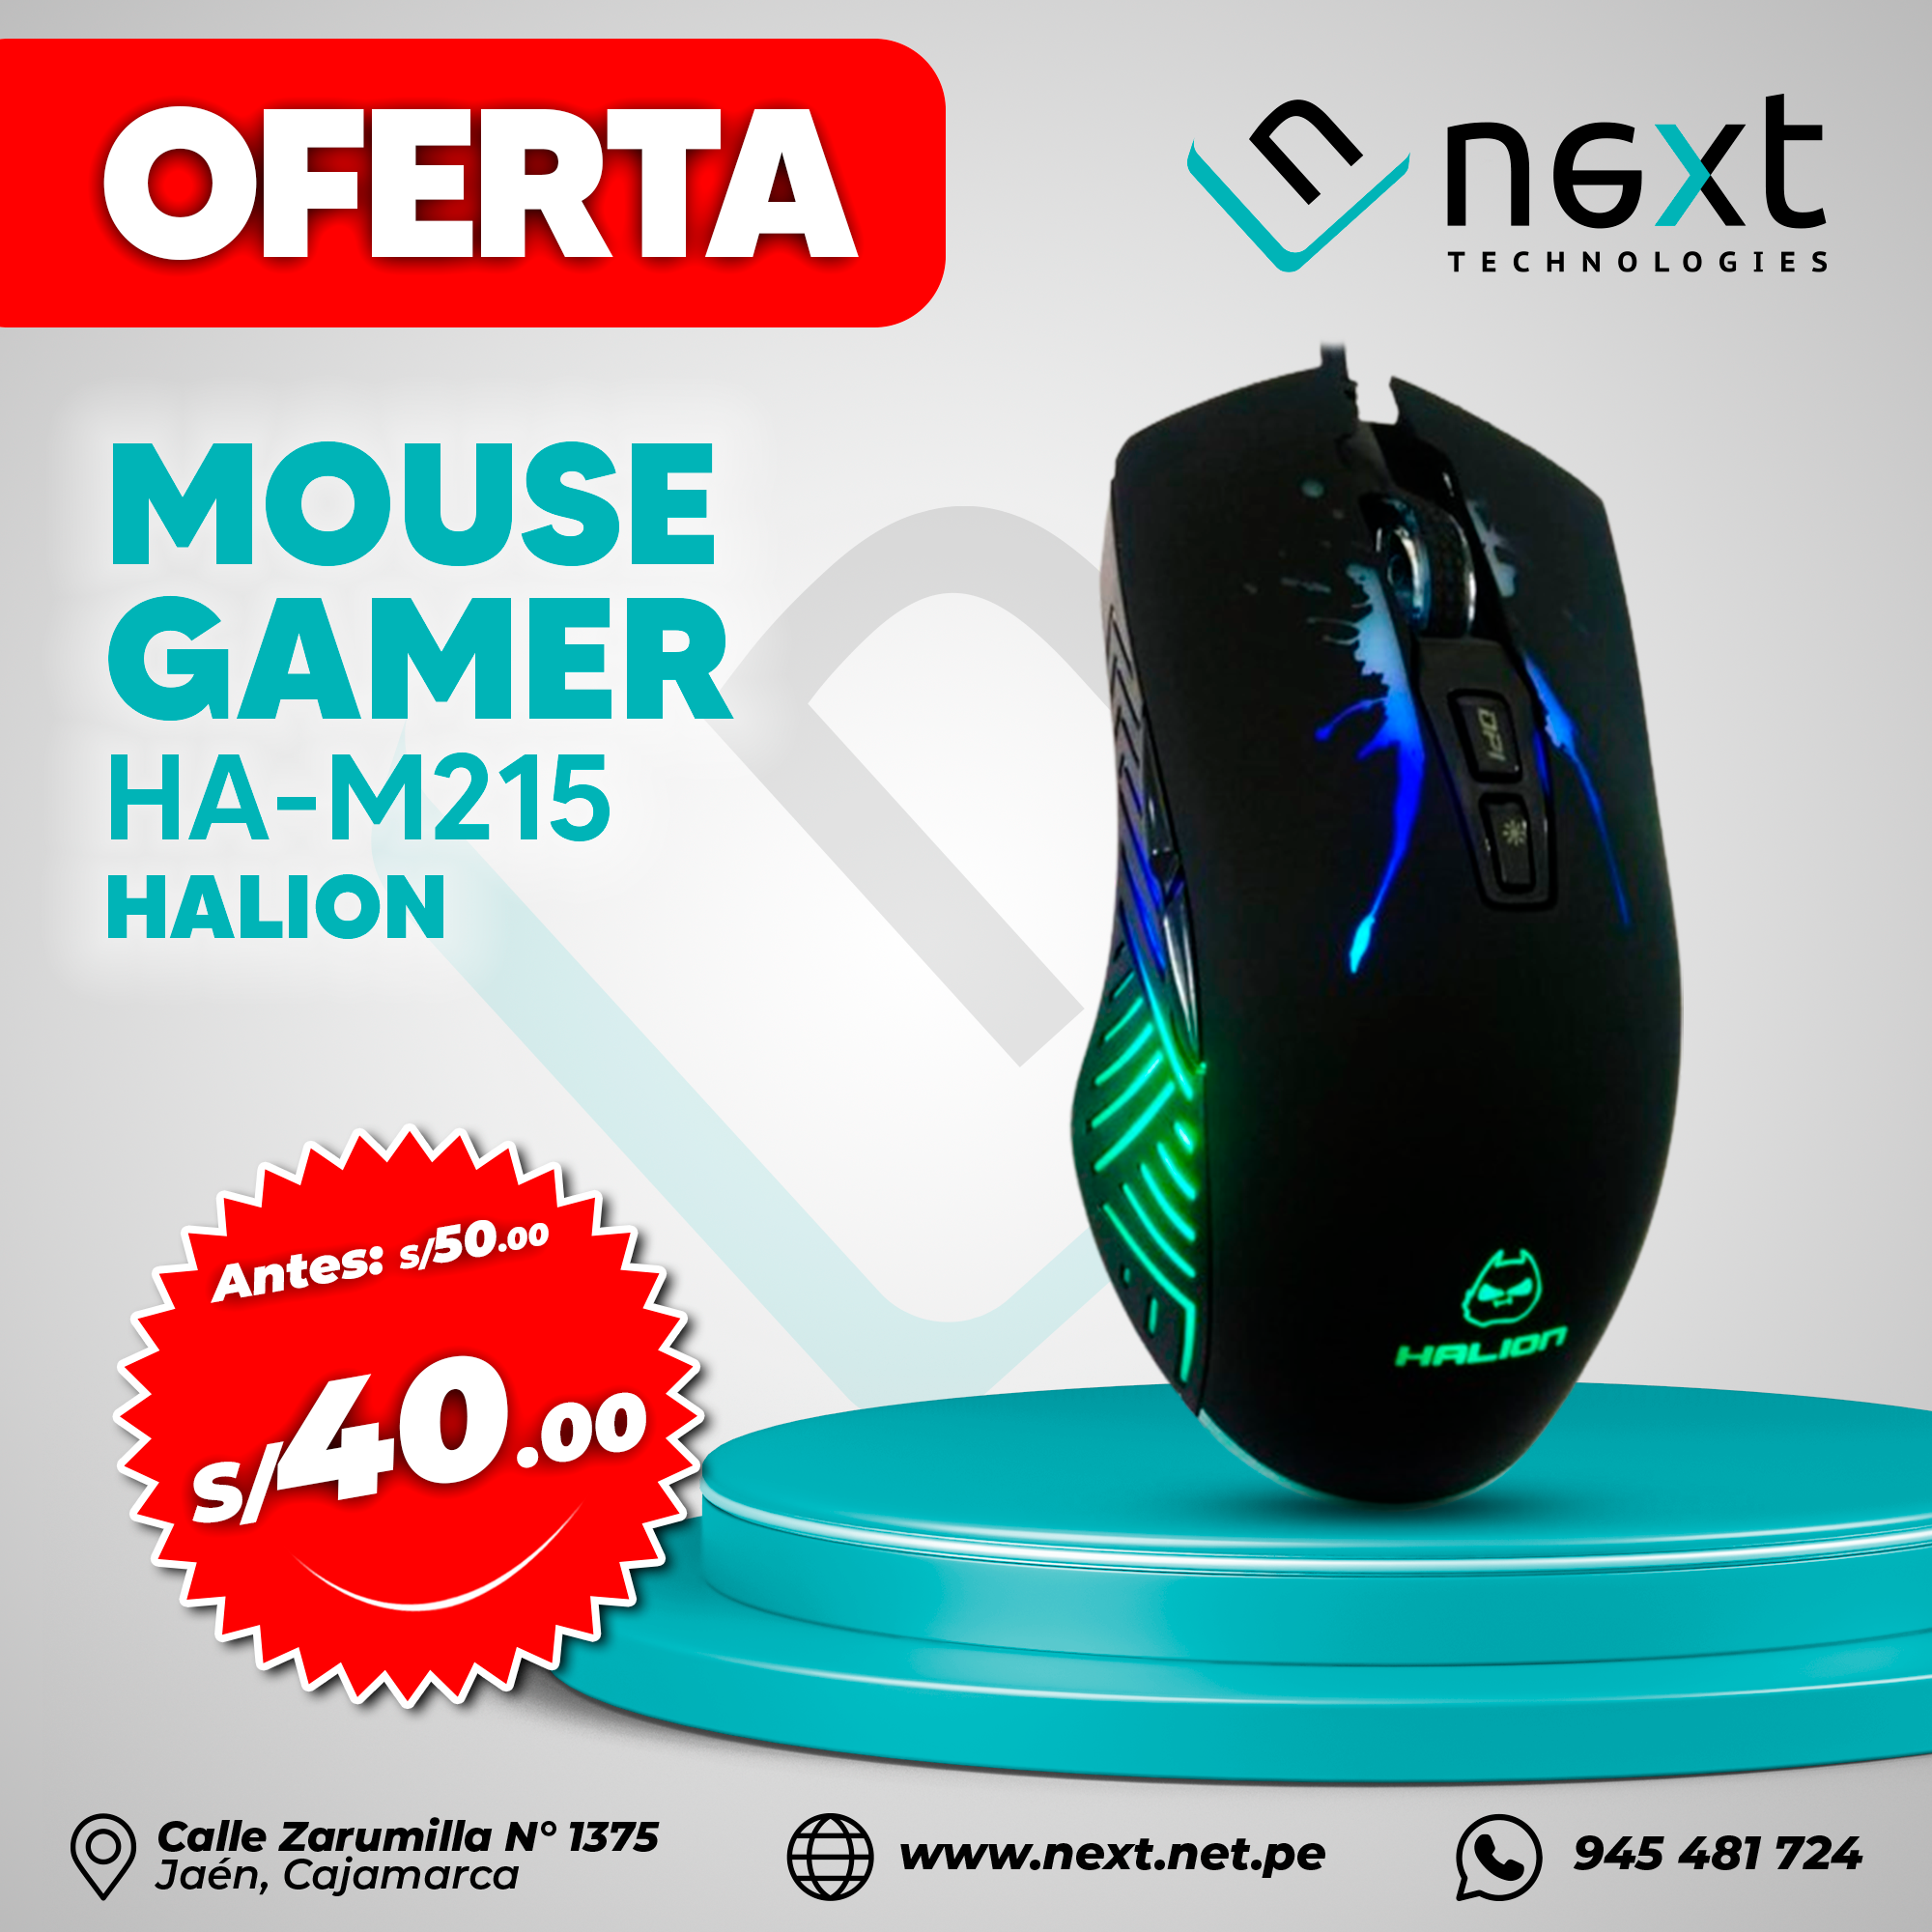 OFERTA
next
TECHNOLOGIES
MOUSE
GAMER
HA-M215
HALION
DPI
HALION
Antes: S/50.00
S/40.00
Calle Zarumilla N° 1375
Jaén, Cajamarca
www.next.net.pe
945 481 724